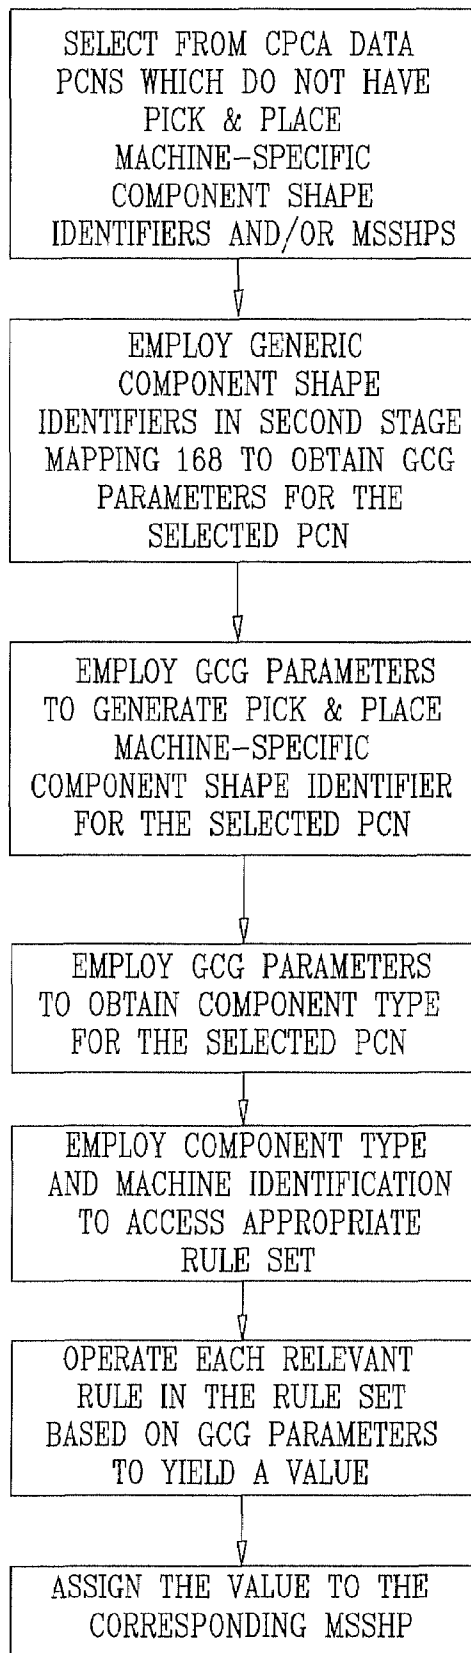 SELECT FROM CPCA DATA
PCNS WHICH DO NOT HAVE
PICK & PLACE
MACHINE-SPECIFIC
COMPONENT SHAPE
IDENTIFIERS AND/OR MSSHPS
EMPLOY GENERIC
COMPONENT SHAPE
IDENTIFIERS IN SECOND STAGE
MAPPING 168 TO OBTAIN GCG
PARAMETERS FOR THE
SELECTED PCN
EMPLOY GCG PARAMETERS
TO GENERATE PICK & PLACE
MACHINE-SPECIFIC
COMPONENT SHAPE IDENTIFIER
FOR THE SELECTED PCN
EMPLOY GCG PARAMETERS
TO OBTAIN COMPONENT TYPE
FOR THE SELECTED PCN
EMPLOY COMPONENT TYPE
AND MACHINE IDENTIFICATION
TO ACCESS APPROPRIATE
RULE SET
OPERATE EACH RELEVANT
RULE IN THE RULE SET
BASED ON GCG PARAMETERS
TO YIELD A VALUE
ASSIGN THE VALUE TO THE
CORRESPONDING MSSHP